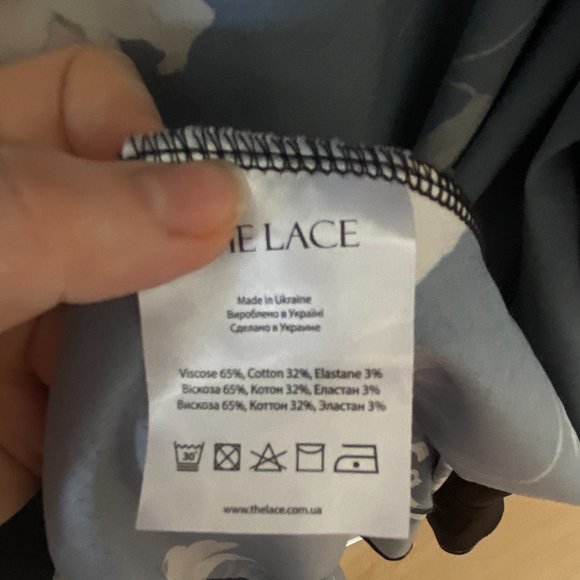 LACE
Made in Ukraine
Вироблено в Україні
Сделано в Украине
Viscose 65%, Cotton 32%, Elastane 3%
Віскоза 65%, Котон 32%, Еластан 3%
Вискоза 65%, Коттон 32%, Эластан 3%
30°
www.thelace.com.ua